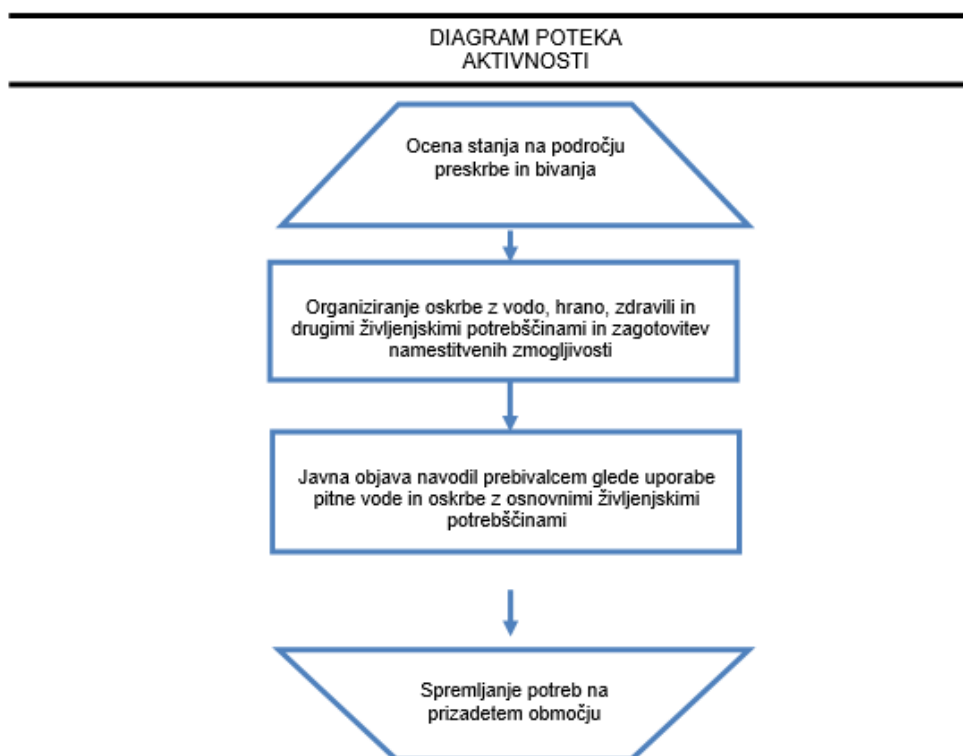 DIAGRAM POTEKA
AKTIVNOSTI
Ocena stanja na področju
preskrbe in bivanja
Organiziranje oskrbe z vodo, hrano, zdravili in
drugimi življenjskimi potrebščinami in zagotovitev
namestitvenih zmogljivosti
Javna objava navodil prebivalcem glede uporabe
pitne vode in oskrbe z osnovnimi življenjskimi
potrebščinami
Spremljanje potreb na
prizadetem območju